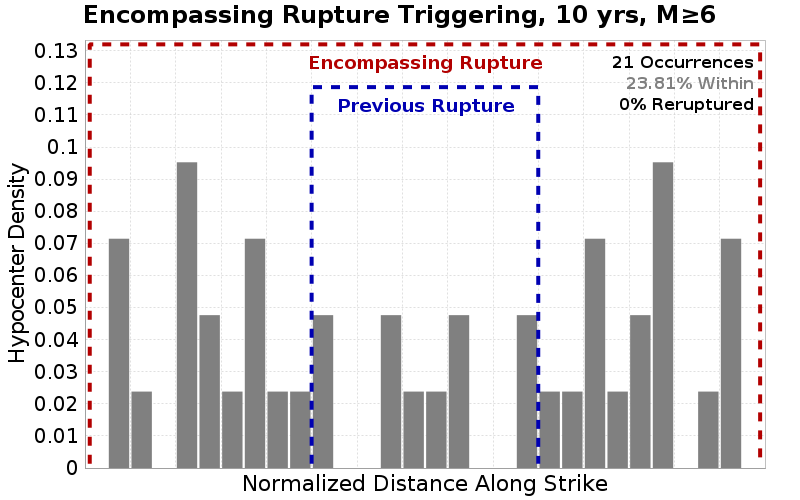 Encompassing Rupture Triggering, 10 yrs, M≥6
Encompassing Rupture
Previous Rupture
21 Occurrences
23.81% Within
0% Reruptured
Hypocenter Density
0.13
0.12
0.11
0.1
0.09
0.08
0.07
0.06
0.05
0.04
0.03
0.02
0.01
0
Normalized Distance Along Strike